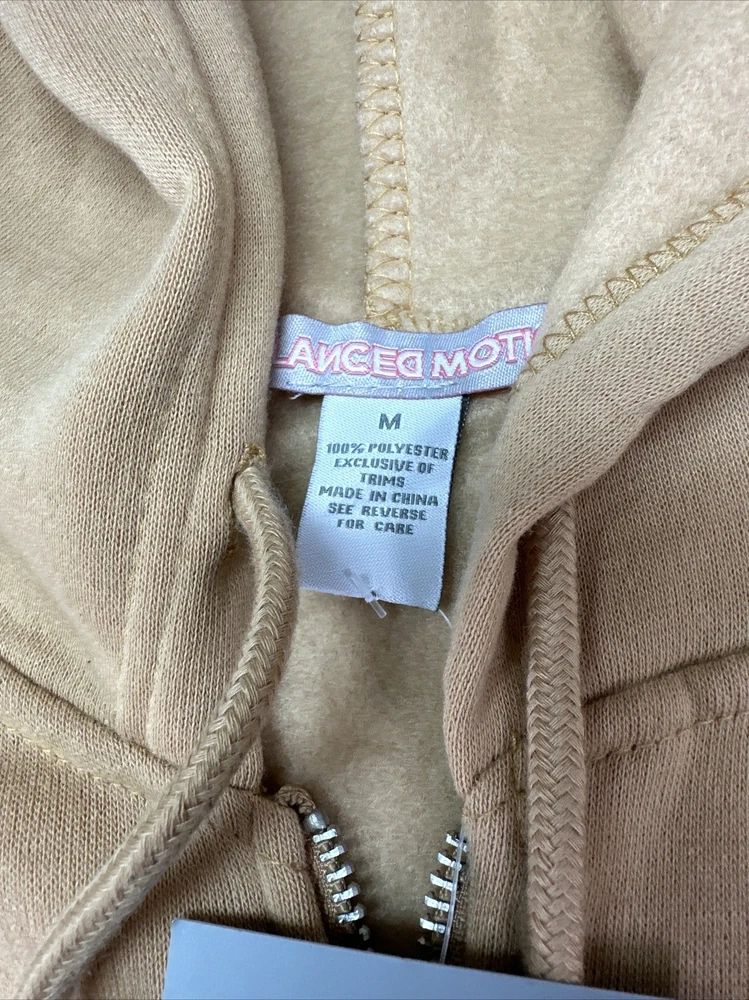 LANCED MOTI
M
100% POLYESTER
EXCLUSIVE OF
TRIMS
MADE IN CHINA
SEE REVERSE
FOR CARE